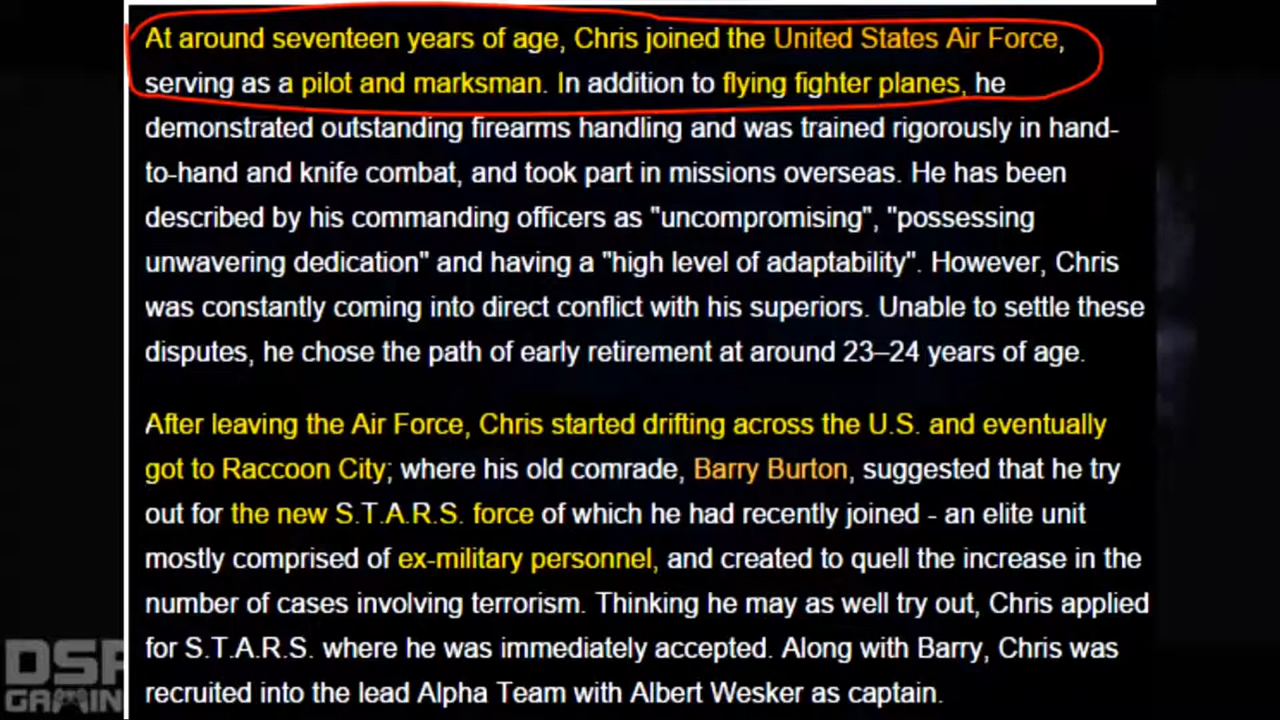 At around seventeen years of age, Chris joined the United States Air Force,
serving as a pilot and marksman. In addition to flying fighter planes, he
demonstrated outstanding firearms handling and was trained rigorously in hand-
to-hand and knife combat, and took part in missions overseas. He has been
described by his commanding officers as "uncompromising", "possessing
unwavering dedication" and having a "high level of adaptability". However, Chris
was constantly coming into direct conflict with his superiors. Unable to settle these
disputes, he chose the path of early retirement at around 23–24 years of age.
After leaving the Air Force, Chris started drifting across the U.S. and eventually
got to Raccoon City; where his old comrade, Barry Burton, suggested that he try
out for the new S.T.A.R.S. force of which he had recently joined - an elite unit
mostly comprised of ex-military personnel, and created to quell the increase in the
number of cases involving terrorism. Thinking he may as well try out, Chris applied
for S.T.A.R.S. where he was immediately accepted. Along with Barry, Chris was
recruited into the lead Alpha Team with Albert Wesker as captain.
DSP
GAMIN